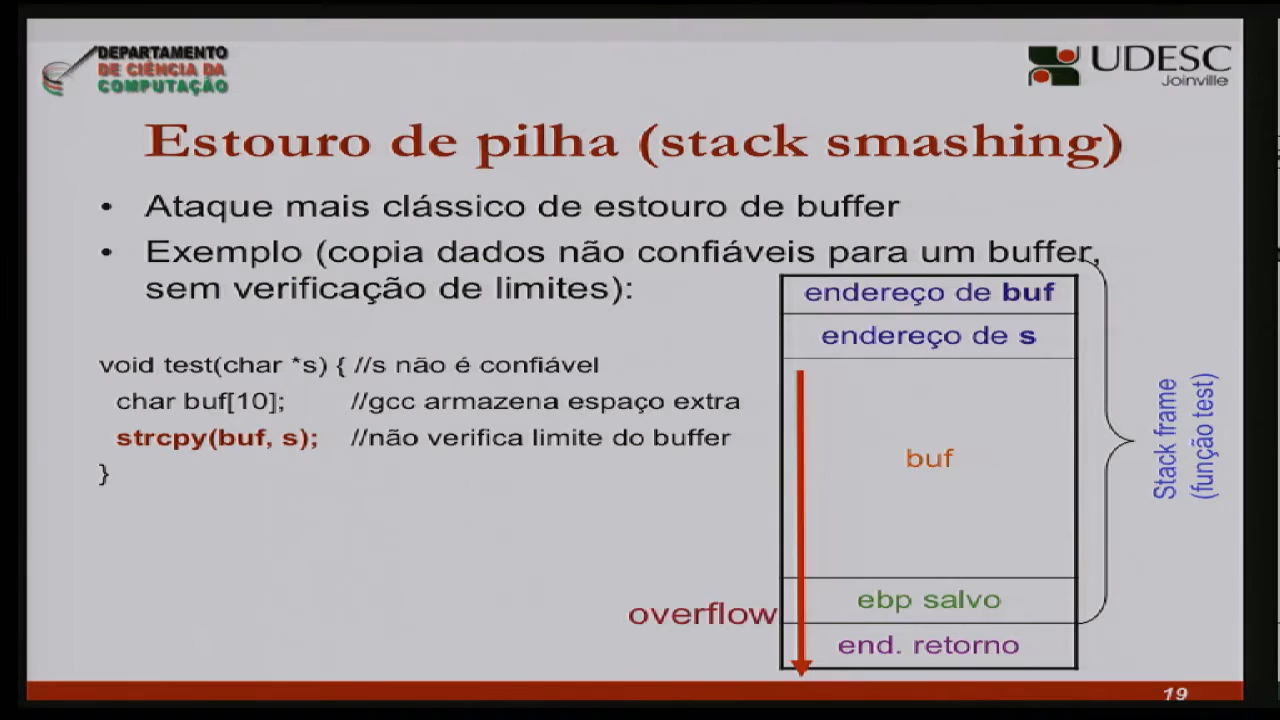 DEPARTAMENTO
DE CIÊNCIA DA
COMPUTAÇÃO
UDESC
Joinville
Estouro de pilha (stack smashing)
• Ataque mais clássico de estouro de buffer
• Exemplo (copia dados não confiáveis para um buffer,
sem verificação de limites):
void test(char *s) { //s não é confiável
char buf[10]; //gcc armazena espaço extra
strcpy(buf, s); //não verifica limite do buffer
}
endereço de buf
endereço de s
buf
ebp salvo
end. retorno
overflow
Stack frame
(função test)
19